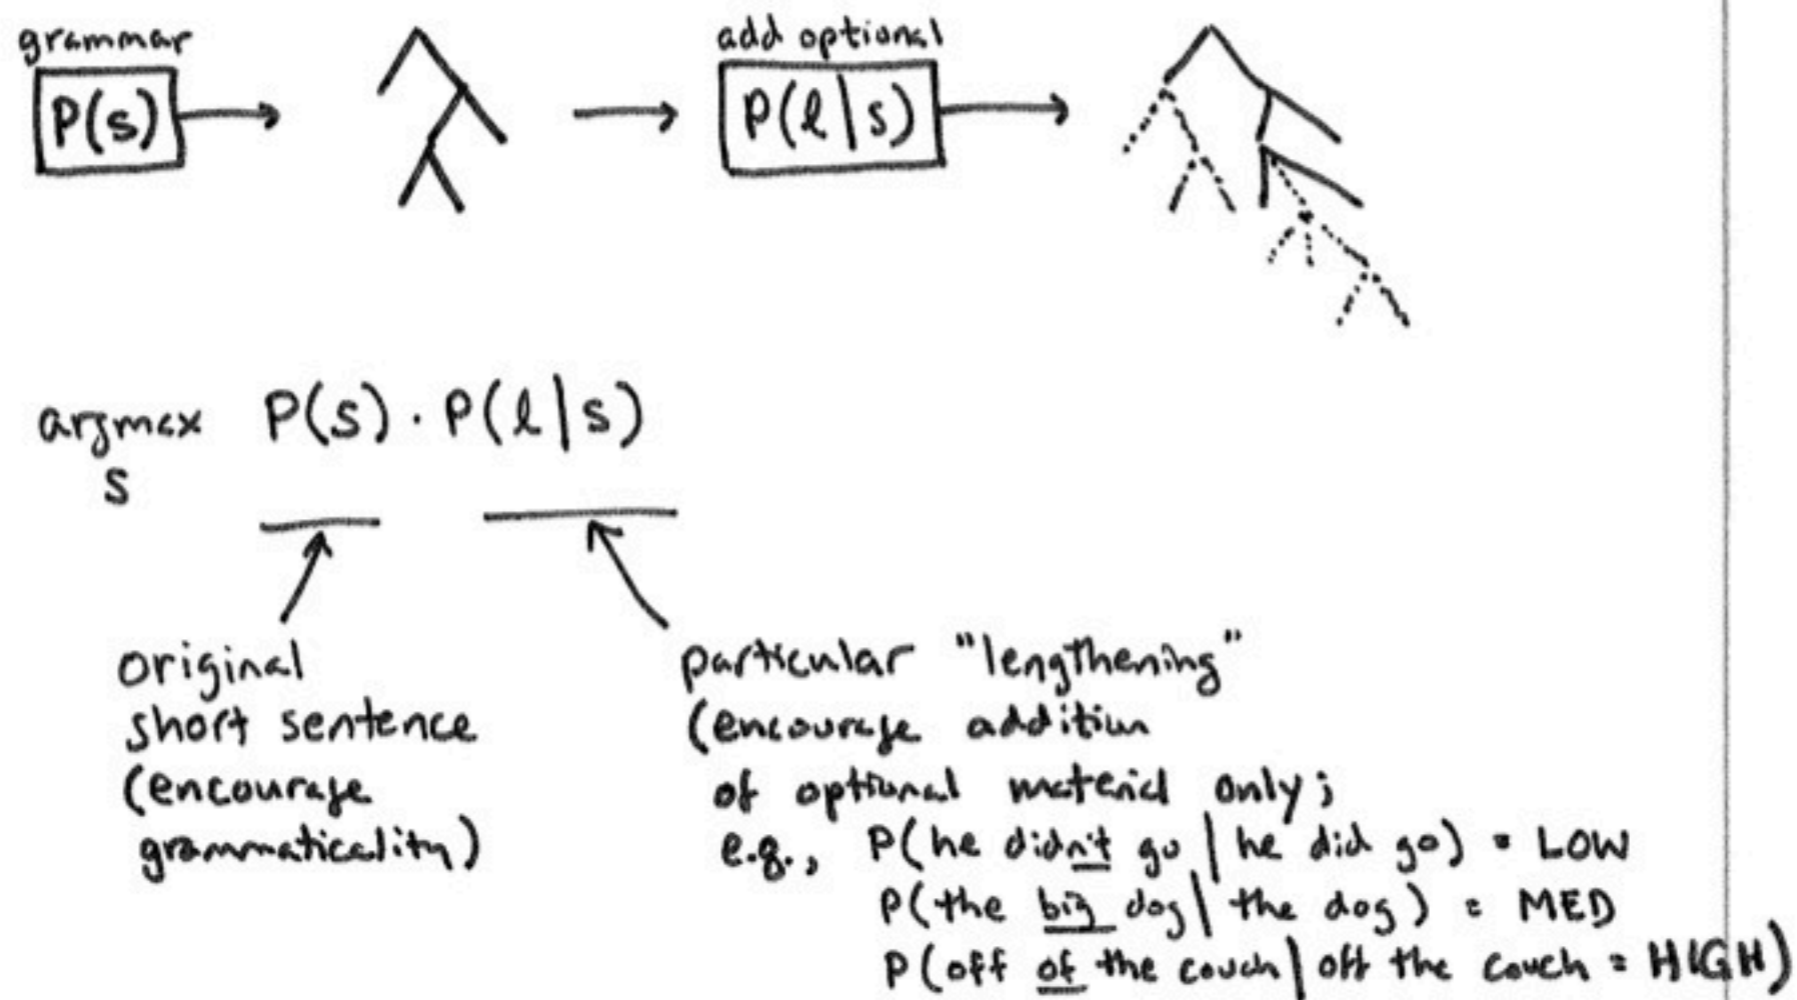 grammar
P(s)
add optional
P(l|s)
argmax P(s) · P(l|s)
s
original
short sentence
(encourage
grammaticality)
particular "lengthening"
(encourage addition
of optional material only;
e.g., P(he didn't go | he did go) = LOW
P(the big dog | the dog) = MED
P(off of the couch | off the couch = HIGH)